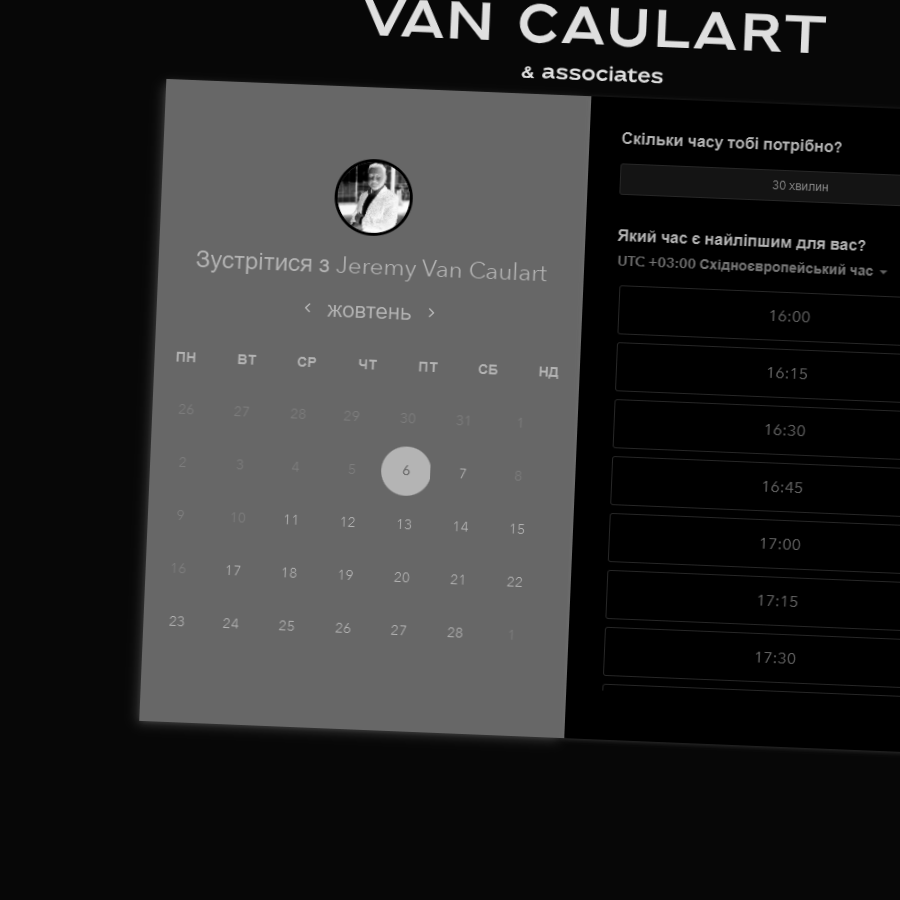 VAN CAULART
& associates
Зустрітися з Jeremy Van Caulart
жовтень
ПН ВТ СР ЧТ ПТ СБ НД
26 27 28 29 30 31 1
2 3 4 5 6 7 8
9 10 11 12 13 14 15
16 17 18 19 20 21 22
23 24 25 26 27 28 1
Скільки часу тобі потрібно?
30 хвилин
Який час є найліпшим для вас?
UTC +03:00 Східноєвропейський час
16:00
16:15
16:30
16:45
17:00
17:15
17:30